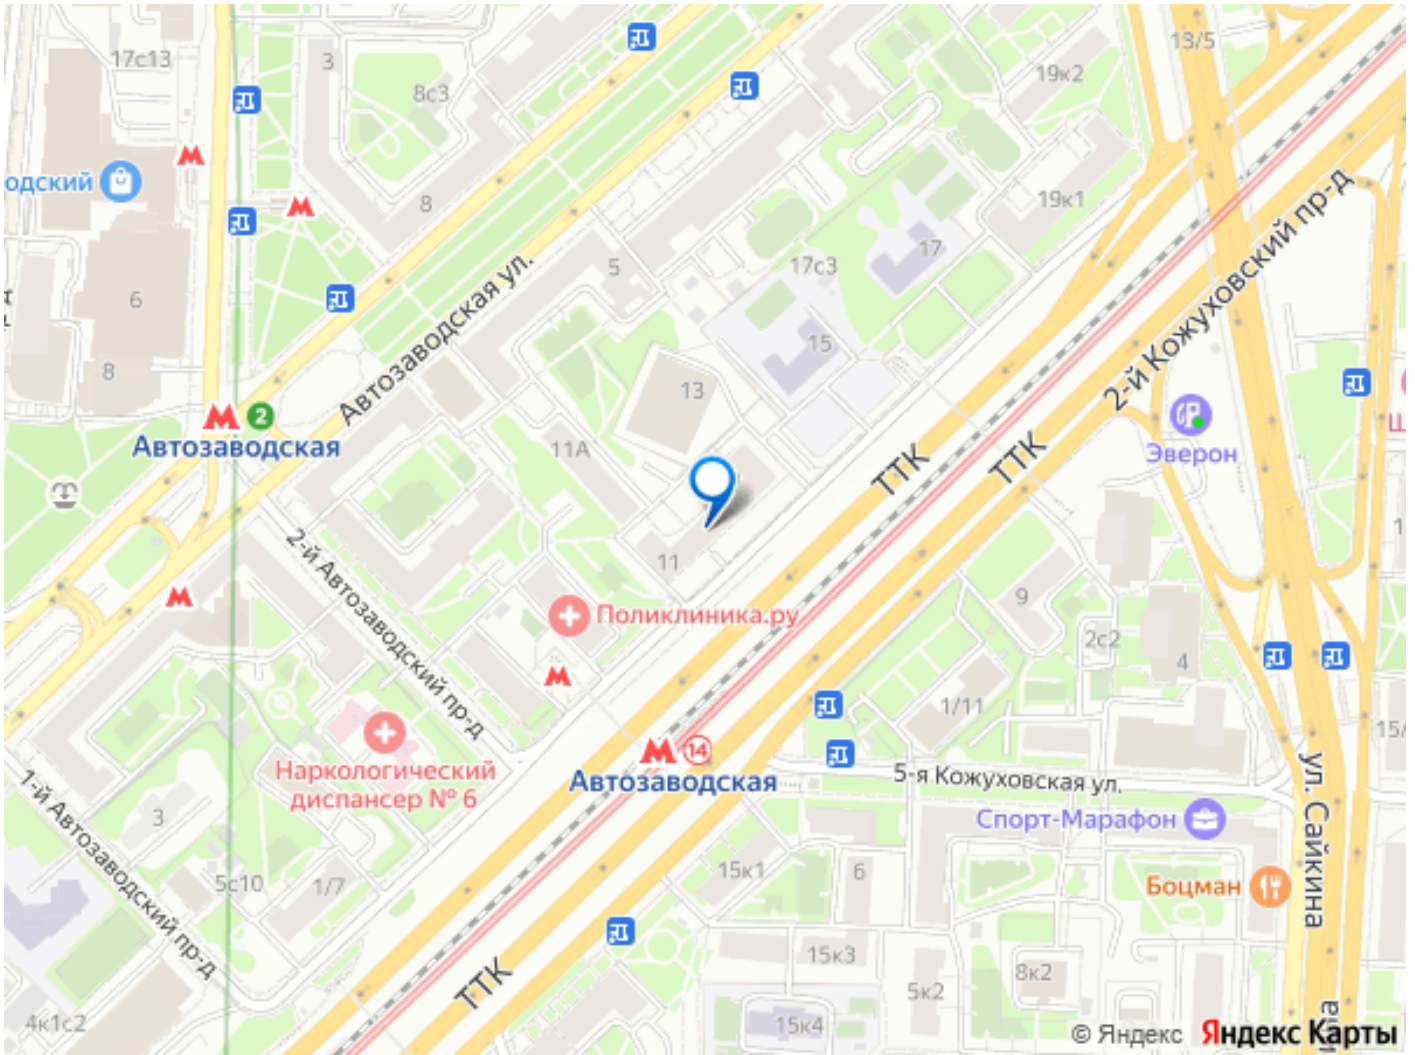 17с13
3
8с3
19к2
13/5
одский
8
19к1
17с3
17
5
6
Автозаводская ул.
2-й Кожуховский пр-д
15
8
13
2
Автозаводская
11А
ТТК
ТТК
Эверон
11
2-й Автозаводский пр-д
Поликлиника.ру
9
2с2
4
1/11
15/
14
Автозаводская
Наркологический
диспансер № 6
5-я Кожуховская ул.
ул. Сайкина
Спорт-Марафон
1-й Автозаводский пр-д
3
5с10
1/7
15к1
6
Боцман
15к3
8к2
5к2
ТТК
4к1с2
15к4
© Яндекс Яндекс Карты